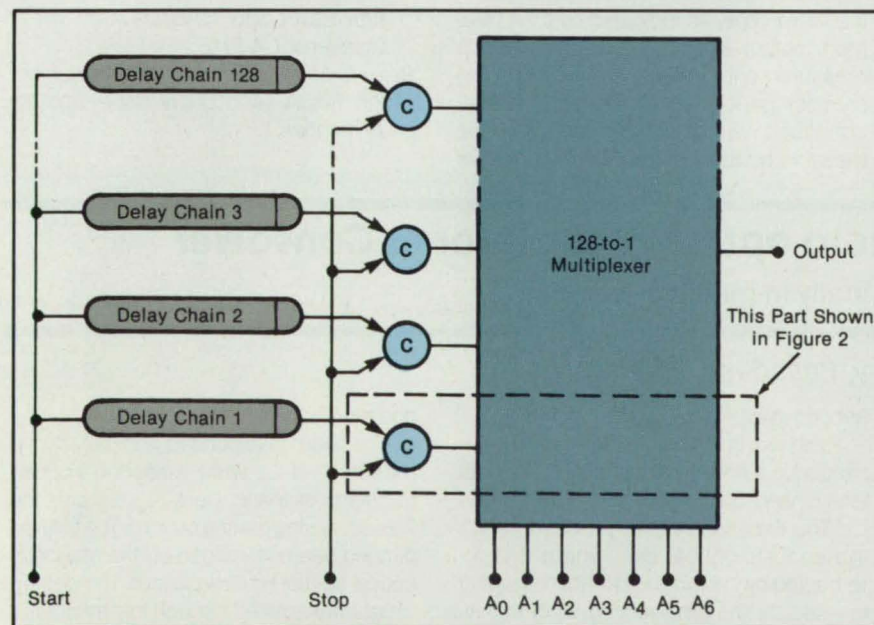 Delay Chain 128
C
Delay Chain 3
C
128-to-1
Multiplexer
Output
Delay Chain 2
C
This Part Shown
in Figure 2
Delay Chain 1
C
Start
Stop
A0 A1 A2 A3 A4 A5 A6